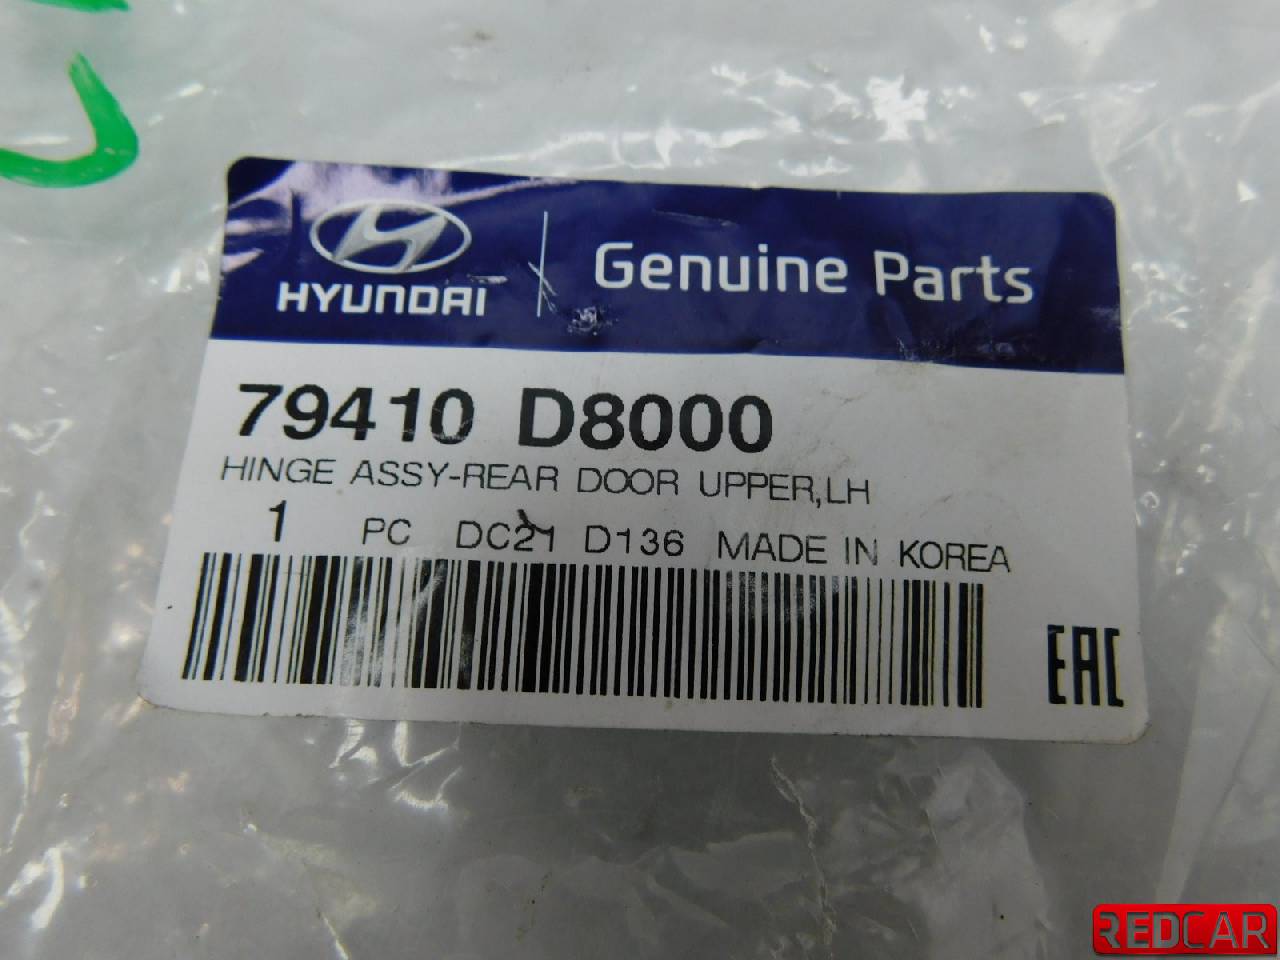 HYUNDAI
Genuine Parts
79410 D8000
HINGE ASSY-REAR DOOR UPPER,LH
1 PC DC21 D136 MADE IN KOREA
EAC
REDCAR